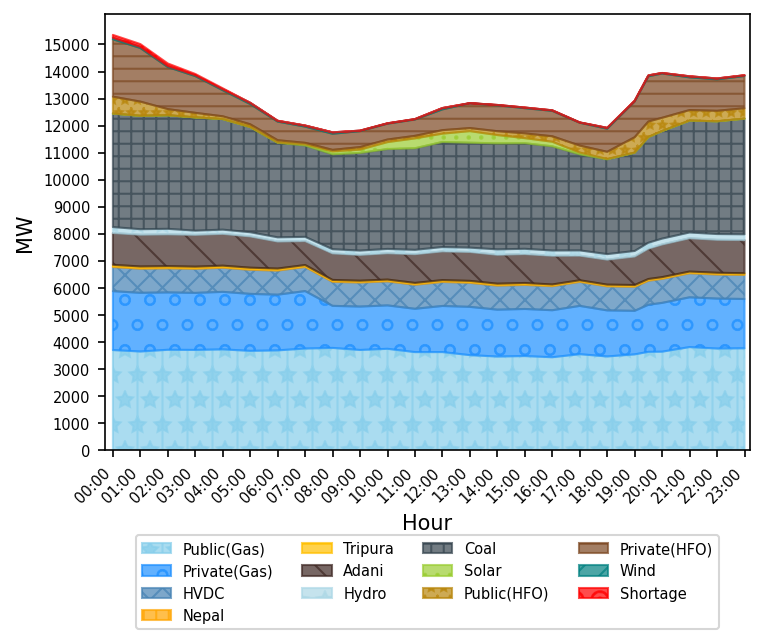 15000
14000
13000
12000
11000
10000
9000
8000
7000
6000
5000
4000
3000
2000
1000
0
MW
00:00 01:00 02:00 03:00 04:00 05:00 06:00 07:00 08:00 09:00 10:00 11:00 12:00 13:00 14:00 15:00 16:00 17:00 18:00 19:00 20:00 21:00 22:00 23:00
Hour
Public(Gas) Tripura Coal Private(HFO)
Private(Gas) Adani Solar Wind
HVDC Hydro Public(HFO) Shortage
Nepal